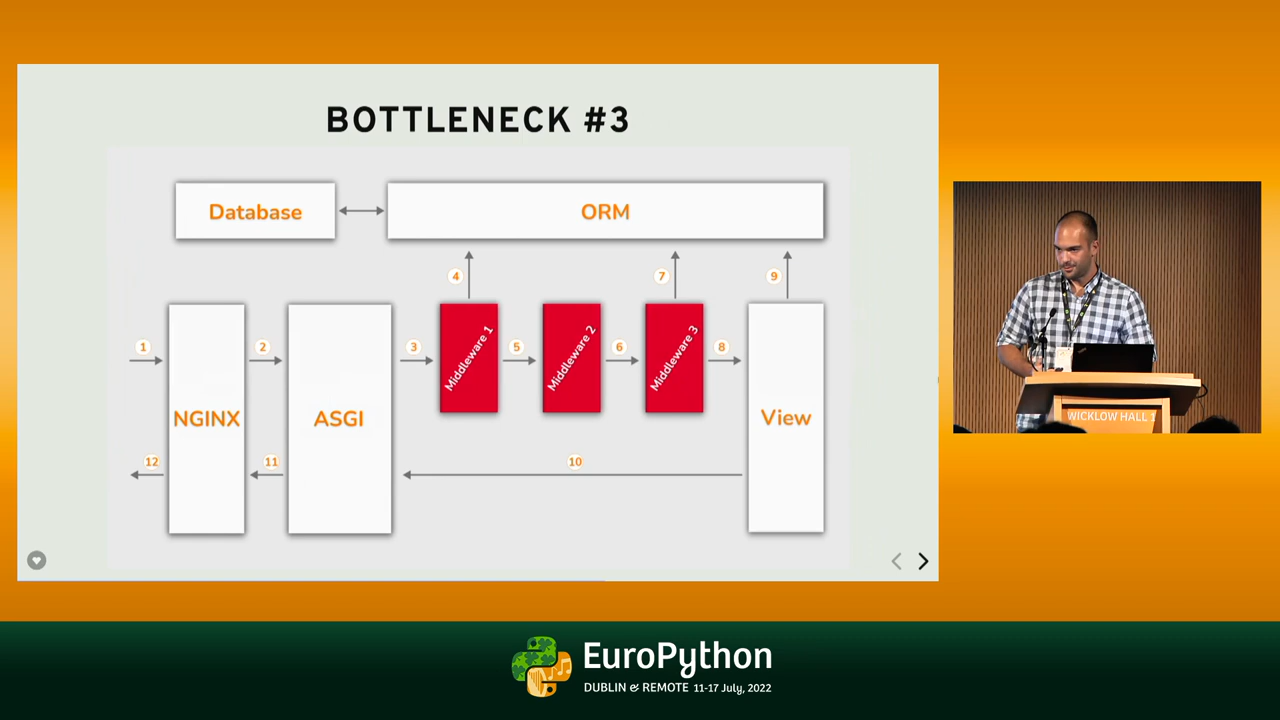 BOTTLENECK #3
Database
ORM
4
7
9
1
2
3
5
6
8
Middleware 1
Middleware 2
Middleware 3
NGINX
ASGI
View
12
11
10
WICKLOW HALL 1
EuroPython
DUBLIN & REMOTE 11-17 July, 2022